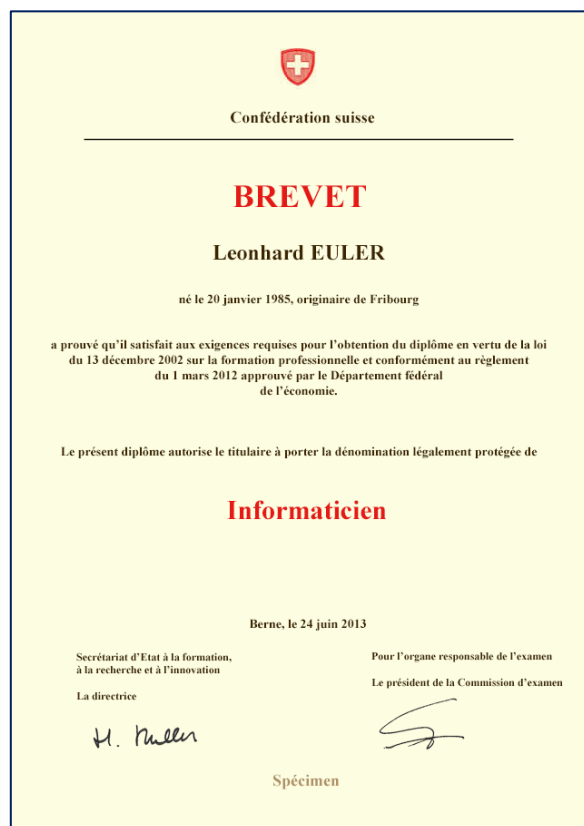 Confédération suisse
BREVET
Leonhard EULER
né le 20 janvier 1985, originaire de Fribourg
a prouvé qu'il satisfait aux exigences requises pour l'obtention du diplôme en vertu de la loi
du 13 décembre 2002 sur la formation professionnelle et conformément au règlement
du 1 mars 2012 approuvé par le Département fédéral
de l'économie.
Le présent diplôme autorise le titulaire à porter la dénomination légalement protégée de
Informaticien
Berne, le 24 juin 2013
Secrétariat d'Etat à la formation,
à la recherche et à l'innovation
La directrice
Pour l'organe responsable de l'examen
Le président de la Commission d'examen
Spécimen